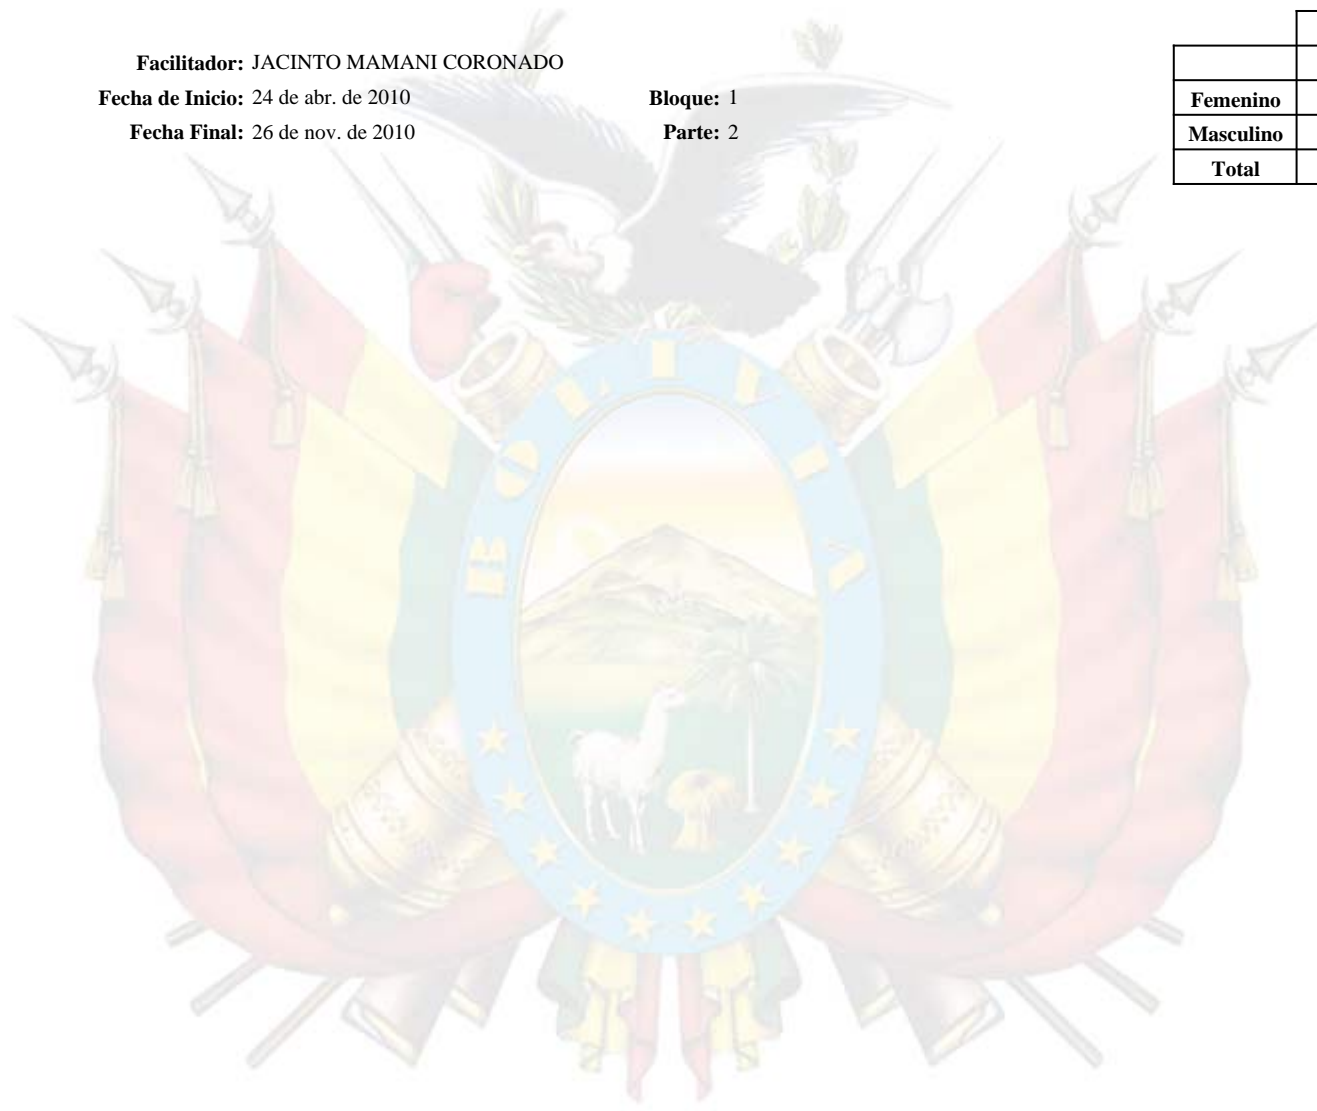 Facilitador: JACINTO MAMANI CORONADO
Fecha de Inicio: 24 de abr. de 2010 Bloque: 1
Fecha Final: 26 de nov. de 2010 Parte: 2
Femenino
Masculino
Total
BOLIVIA